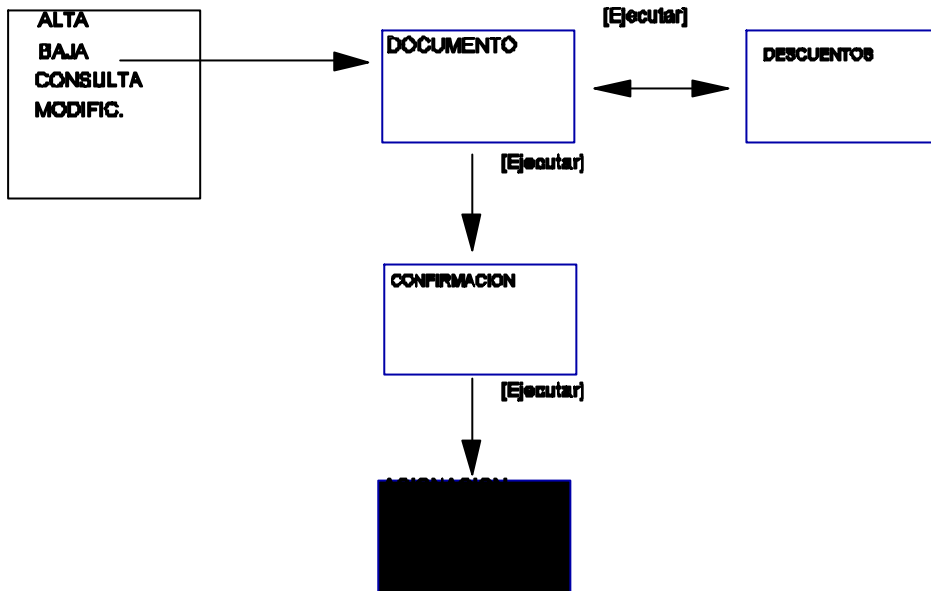 ALTA
BAJA
CONSULTA
MODIFIC.
DOCUMENTO
[Ejecutar]
DESCUENTOS
[Ejecutar]
CONFIRMACION
[Ejecutar]